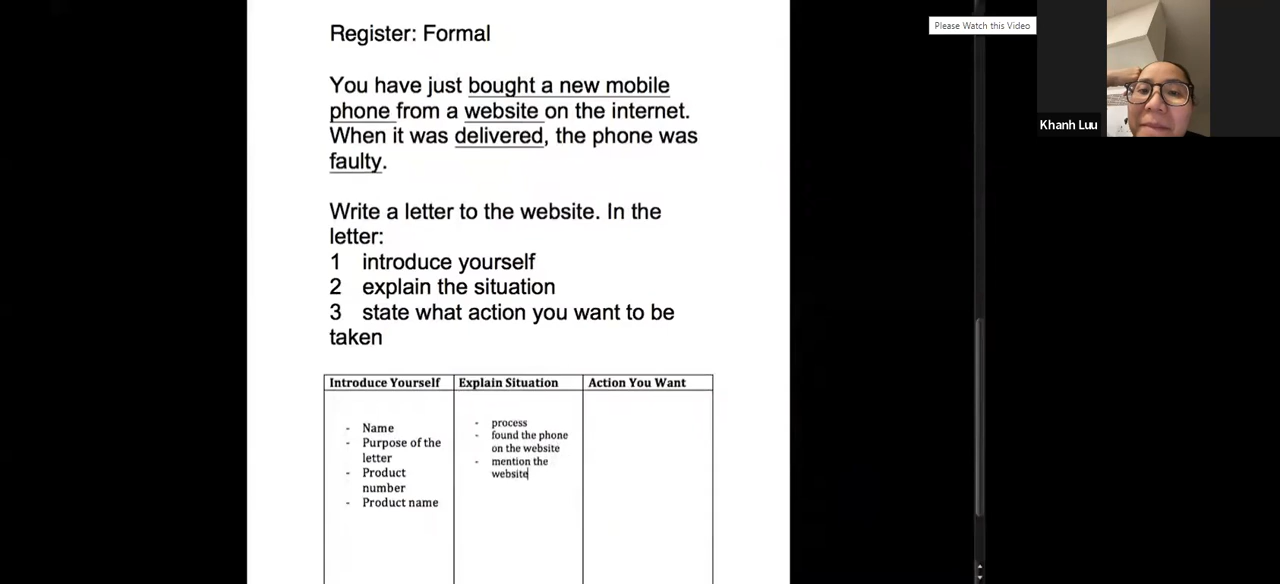 Register: Formal
Please Watch this Video
You have just bought a new mobile
phone from a website on the internet.
When it was delivered, the phone was
faulty.
Khanh Luu
Write a letter to the website. In the
letter:
1 introduce yourself
2 explain the situation
3 state what action you want to be
taken
Introduce Yourself
- Name
- Purpose of the
letter
- Product
number
- Product name
Explain Situation
- process
- found the phone
on the website
- mention the
website
Action You Want